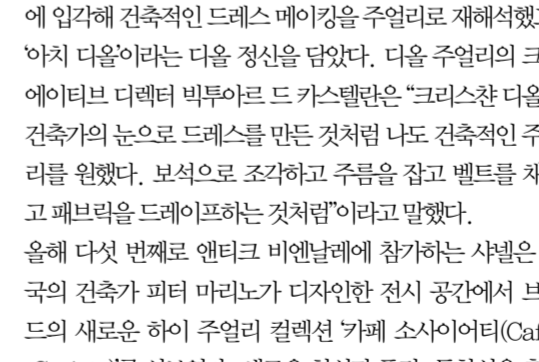 에 입각해 건축적인 드레스 메이킹을 주얼리로 재해석했
'아치 디올'이라는 디올 정신을 담았다. 디올 주얼리의 크
에이티브 디렉터 빅투아르 드 카스텔란은 "크리스챤 디올
건축가의 눈으로 드레스를 만든 것처럼 나도 건축적인 주
리를 원했다. 보석으로 조각하고 주름을 잡고 벨트를 채
고 패브릭을 드레이프하는 것처럼"이라고 말했다.
올해 다섯 번째로 앤티크 비엔날레에 참가하는 샤넬은
국의 건축가 피터 마리노가 디자인한 전시 공간에서 브
드의 새로운 하이 주얼리 컬렉션 '카페 소사이어티(Caf